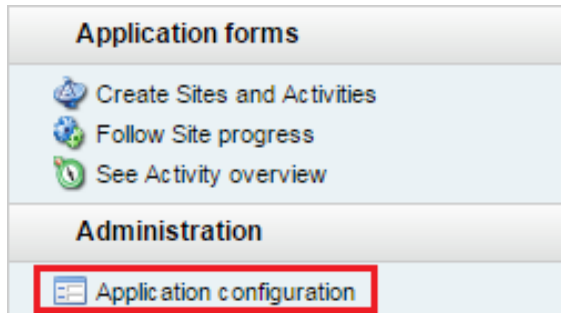 Application forms
Create Sites and Activities
Follow Site progress
See Activity overview
Administration
Application configuration